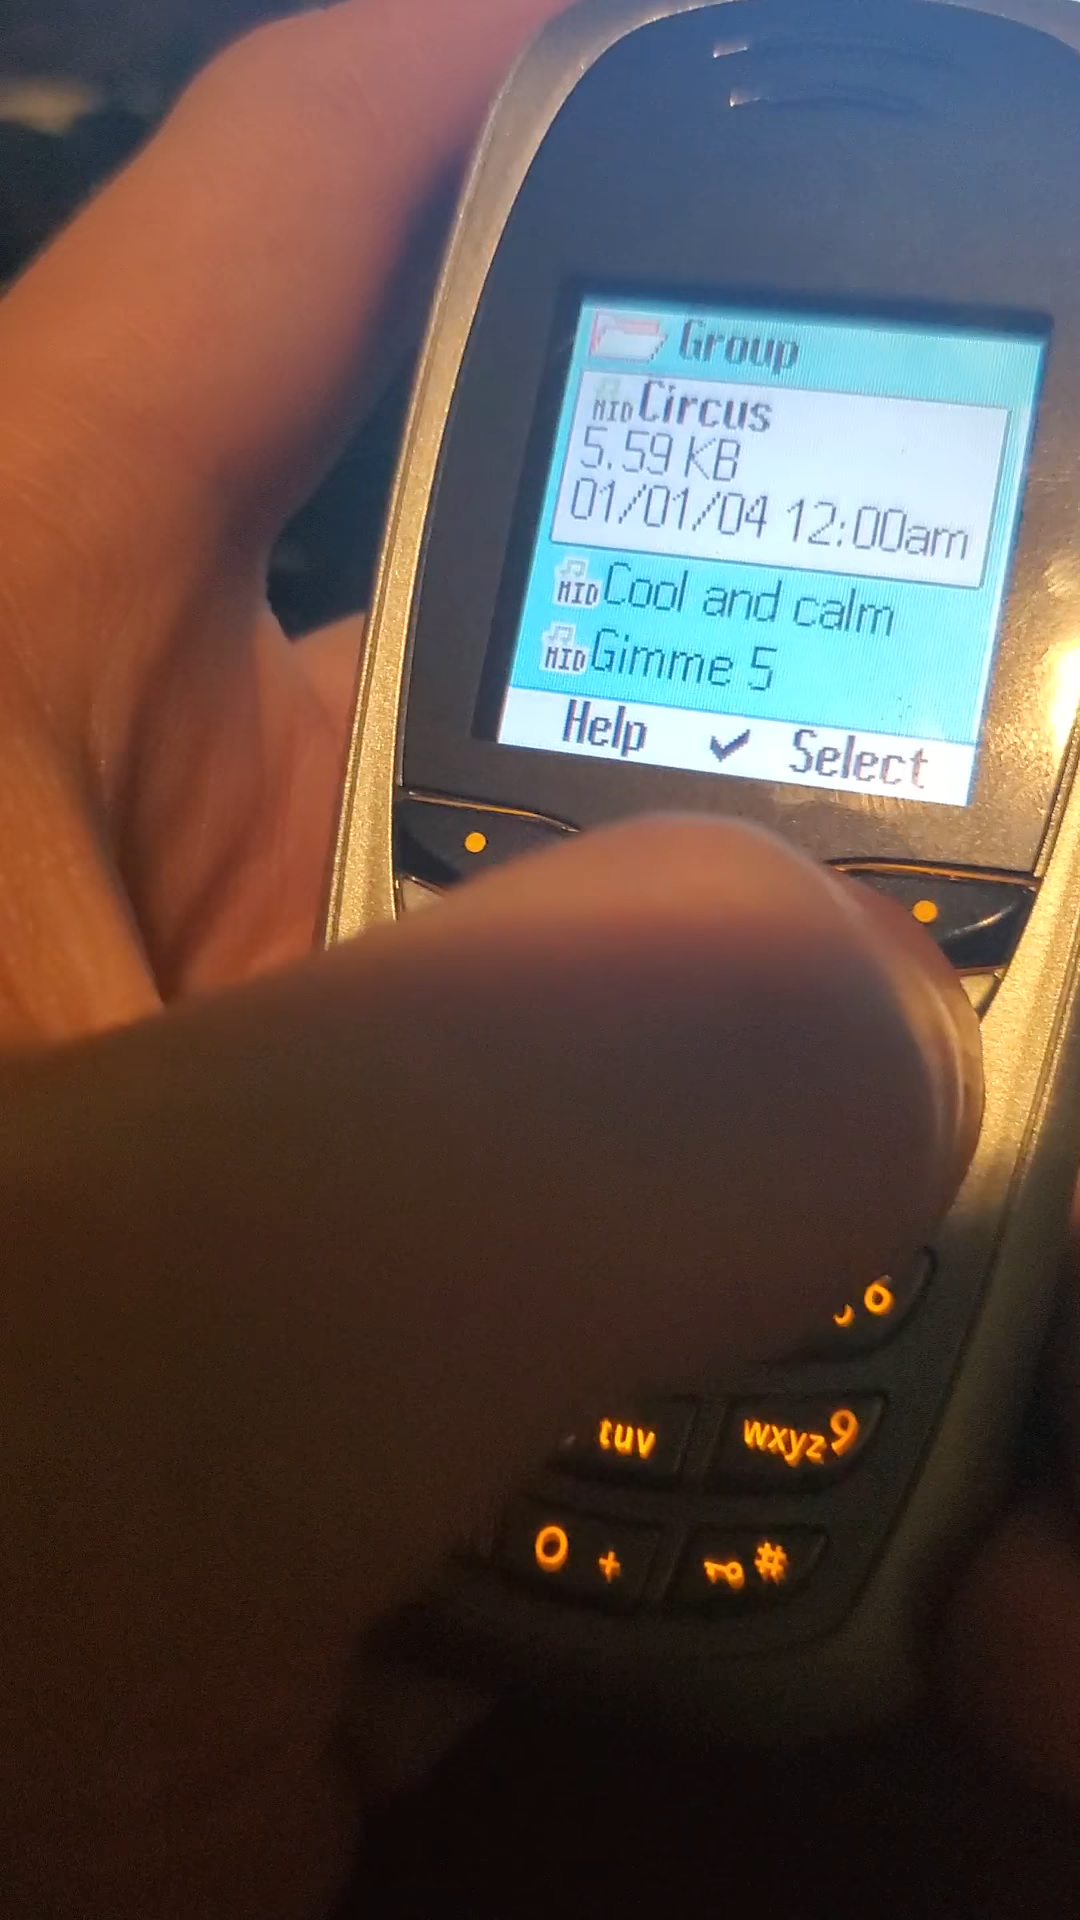 Group
MID Circus
5.59 KB
01/01/04 12:00am
MID Cool and calm
MID Gimme 5
Help Select
6
tuv wxyz9
0 + #